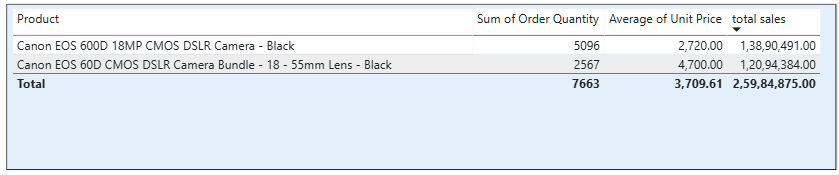 Product Sum of Order Quantity Average of Unit Price total sales
Canon EOS 600D 18MP CMOS DSLR Camera - Black 5096 2,720.00 1,38,90,491.00
Canon EOS 60D CMOS DSLR Camera Bundle - 18 - 55mm Lens - Black 2567 4,700.00 1,20,94,384.00
Total 7663 3,709.61 2,59,84,875.00